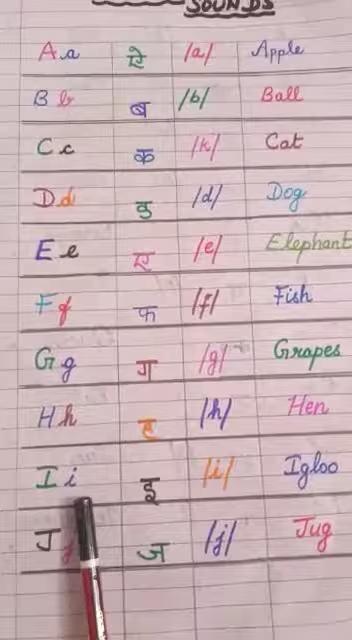 SOUNDS
A a ऐ /a/ Apple
B b ब /b/ Ball
C c क /k/ Cat
D d ड /d/ Dog
E e ए /e/ Elephant
F f फ /f/ Fish
G g ग /g/ Grapes
H h ह /h/ Hen
I i इ /i/ Igloo
J j ज /j/ Jug